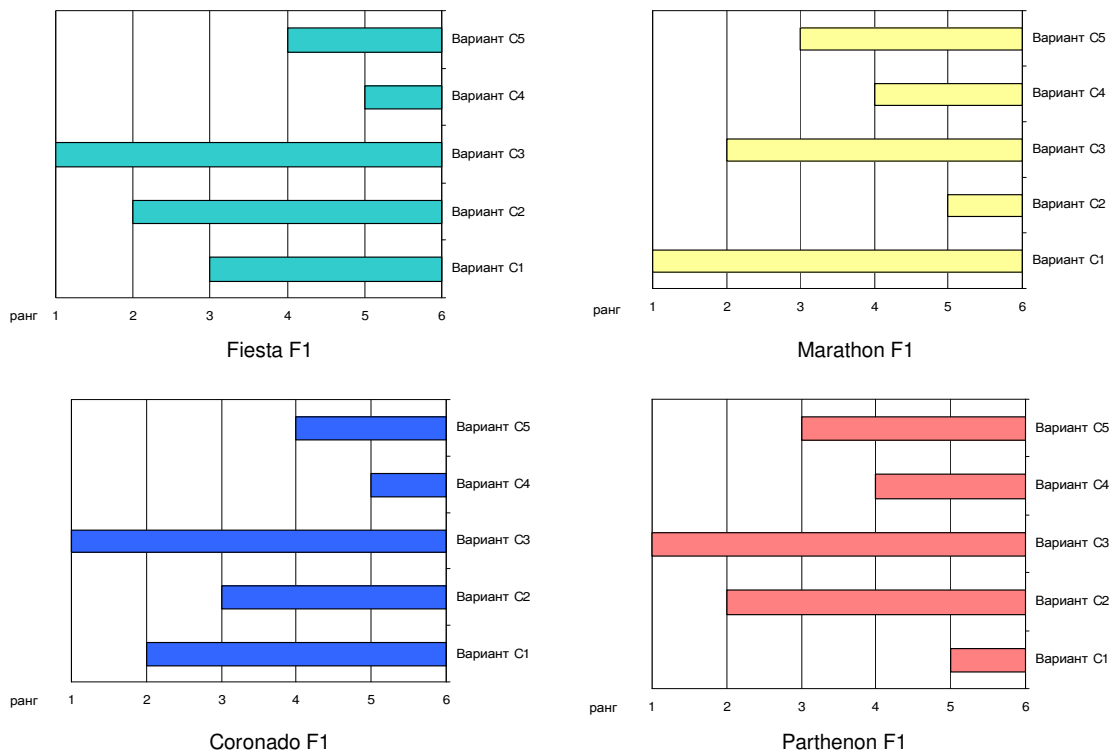 Вариант C5
Вариант C4
Вариант C3
Вариант C2
Вариант C1
ранг 1 2 3 4 5 6
Fiesta F1
Вариант C5
Вариант C4
Вариант C3
Вариант C2
Вариант C1
ранг 1 2 3 4 5 6
Marathon F1
Вариант C5
Вариант C4
Вариант C3
Вариант C2
Вариант C1
ранг 1 2 3 4 5 6
Coronado F1
Вариант C5
Вариант C4
Вариант C3
Вариант C2
Вариант C1
ранг 1 2 3 4 5 6
Parthenon F1